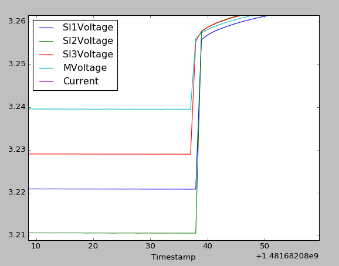 3.26
3.25
3.24
3.23
3.22
3.21
SI1Voltage
SI2Voltage
SI3Voltage
MVoltage
Current
10
20
30
40
50
Timestamp
+1.48168208e9